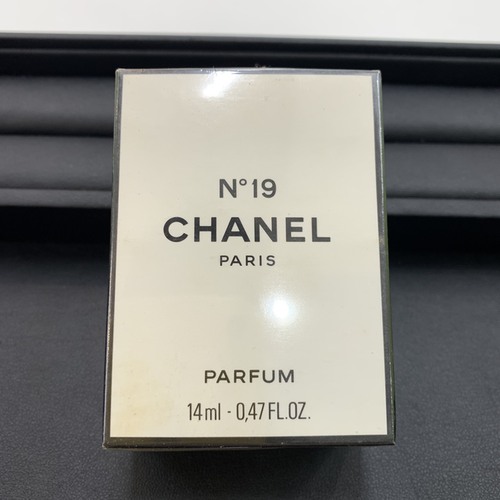 N°19
CHANEL
PARIS
PARFUM
14ml - 0,47 FL.OZ.